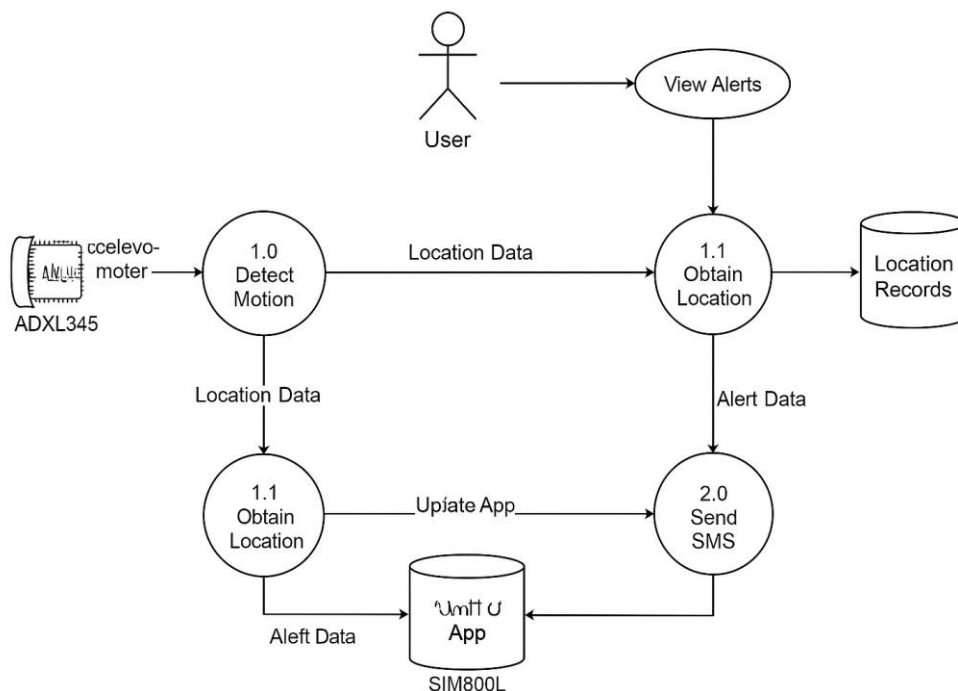 View Alerts
User
ccelevo-
moter
ADXL345
1.0
Detect
Motion
Location Data
1.1
Obtain
Location
Location
Records
Location Data
Alert Data
1.1
Obtain
Location
App
2.0
Send
SMS
Aleft Data
App
SIM800L